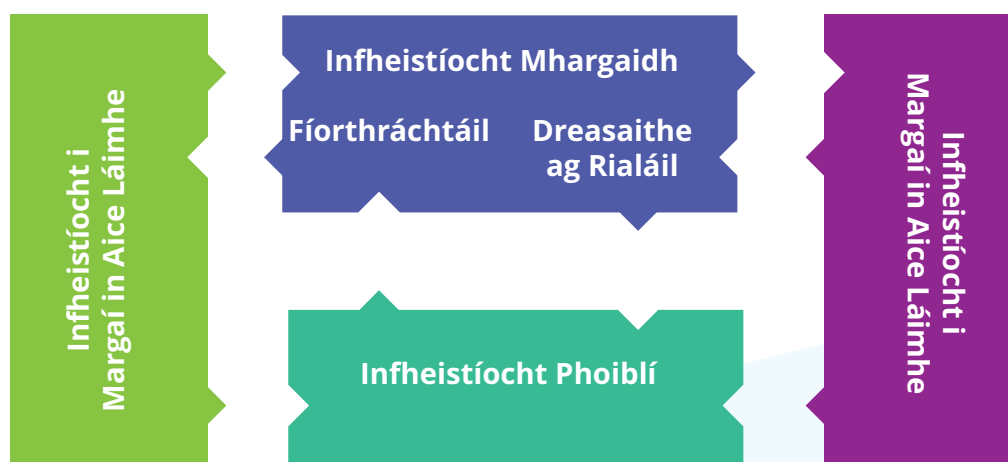 Infheistíocht i
Margaí in Aice Láimhe
Infheistíocht Mhargaidh
Fíorthráchtáil
Dreasaithe
ag Rialáil
Infheistíocht Phoiblí
Infheistíocht i
Margaí in Aice Láimhe